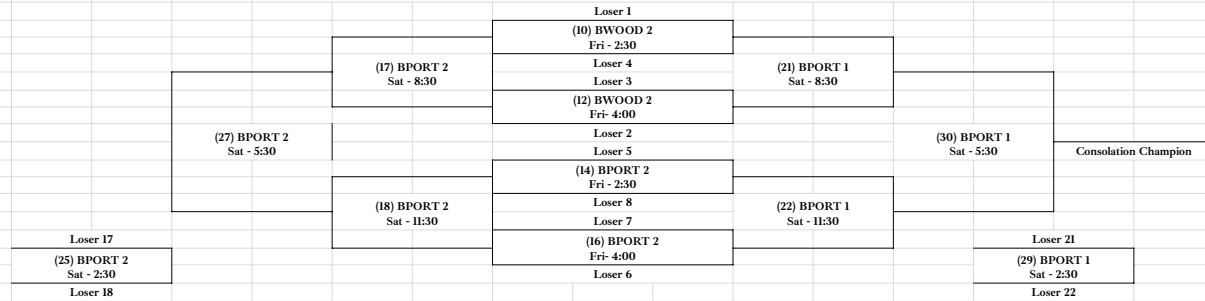 Loser 1
(10) BWOOD 2
Fri - 2:30
(17) BPORT 2
Sat - 8:30
Loser 4
Loser 3
(21) BPORT 1
Sat - 8:30
(12) BWOOD 2
Fri- 4:00
(27) BPORT 2
Sat - 5:30
Loser 2
Loser 5
(30) BPORT 1
Sat - 5:30
Consolation Champion
(14) BPORT 2
Fri - 2:30
(18) BPORT 2
Sat - 11:30
Loser 8
Loser 7
(22) BPORT 1
Sat - 11:30
(16) BPORT 2
Fri- 4:00
Loser 6
Loser 17
(25) BPORT 2
Sat - 2:30
Loser 18
Loser 21
(29) BPORT 1
Sat - 2:30
Loser 22